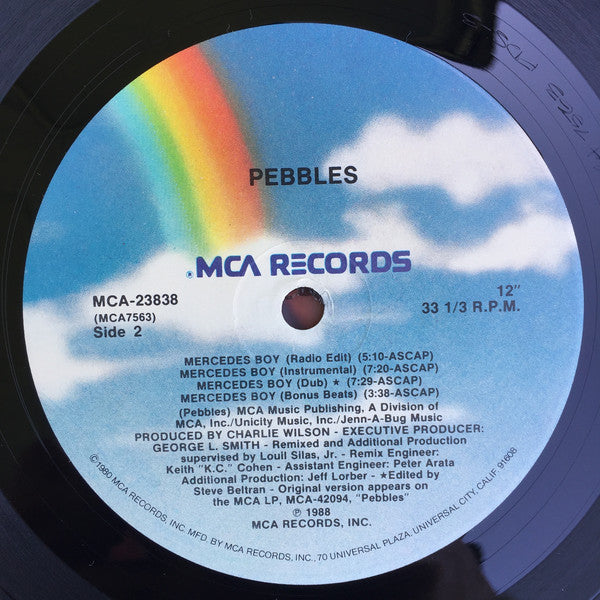 PEBBLES
MCA RECORDS
MCA-23838
(MCA7563)
Side 2
12"
33 1/3 R.P.M.
MERCEDES BOY (Radio Edit) (5:10-ASCAP)
MERCEDES BOY (Instrumental) (7:20-ASCAP)
MERCEDES BOY (Dub) ★ (7:29-ASCAP)
MERCEDES BOY (Bonus Beats) (3:38-ASCAP)
(Pebbles) MCA Music Publishing, A Division of
MCA, Inc./Unicity Music, Inc./Jenn-A-Bug Music
PRODUCED BY CHARLIE WILSON - EXECUTIVE PRODUCER:
GEORGE L. SMITH - Remixed and Additional Production
supervised by Louil Silas, Jr. - Remix Engineer:
Keith "K.C." Cohen - Assistant Engineer: Peter Arata
Additional Production: Jeff Lorber - ★Edited by
Steve Beltran - Original version appears on
the MCA LP, MCA-42094, "Pebbles"
℗ 1988
MCA RECORDS, INC.
©1980 MCA RECORDS, INC. MFD. BY MCA RECORDS, INC., 70 UNIVERSAL PLAZA, UNIVERSAL CITY, CALIF. 91608